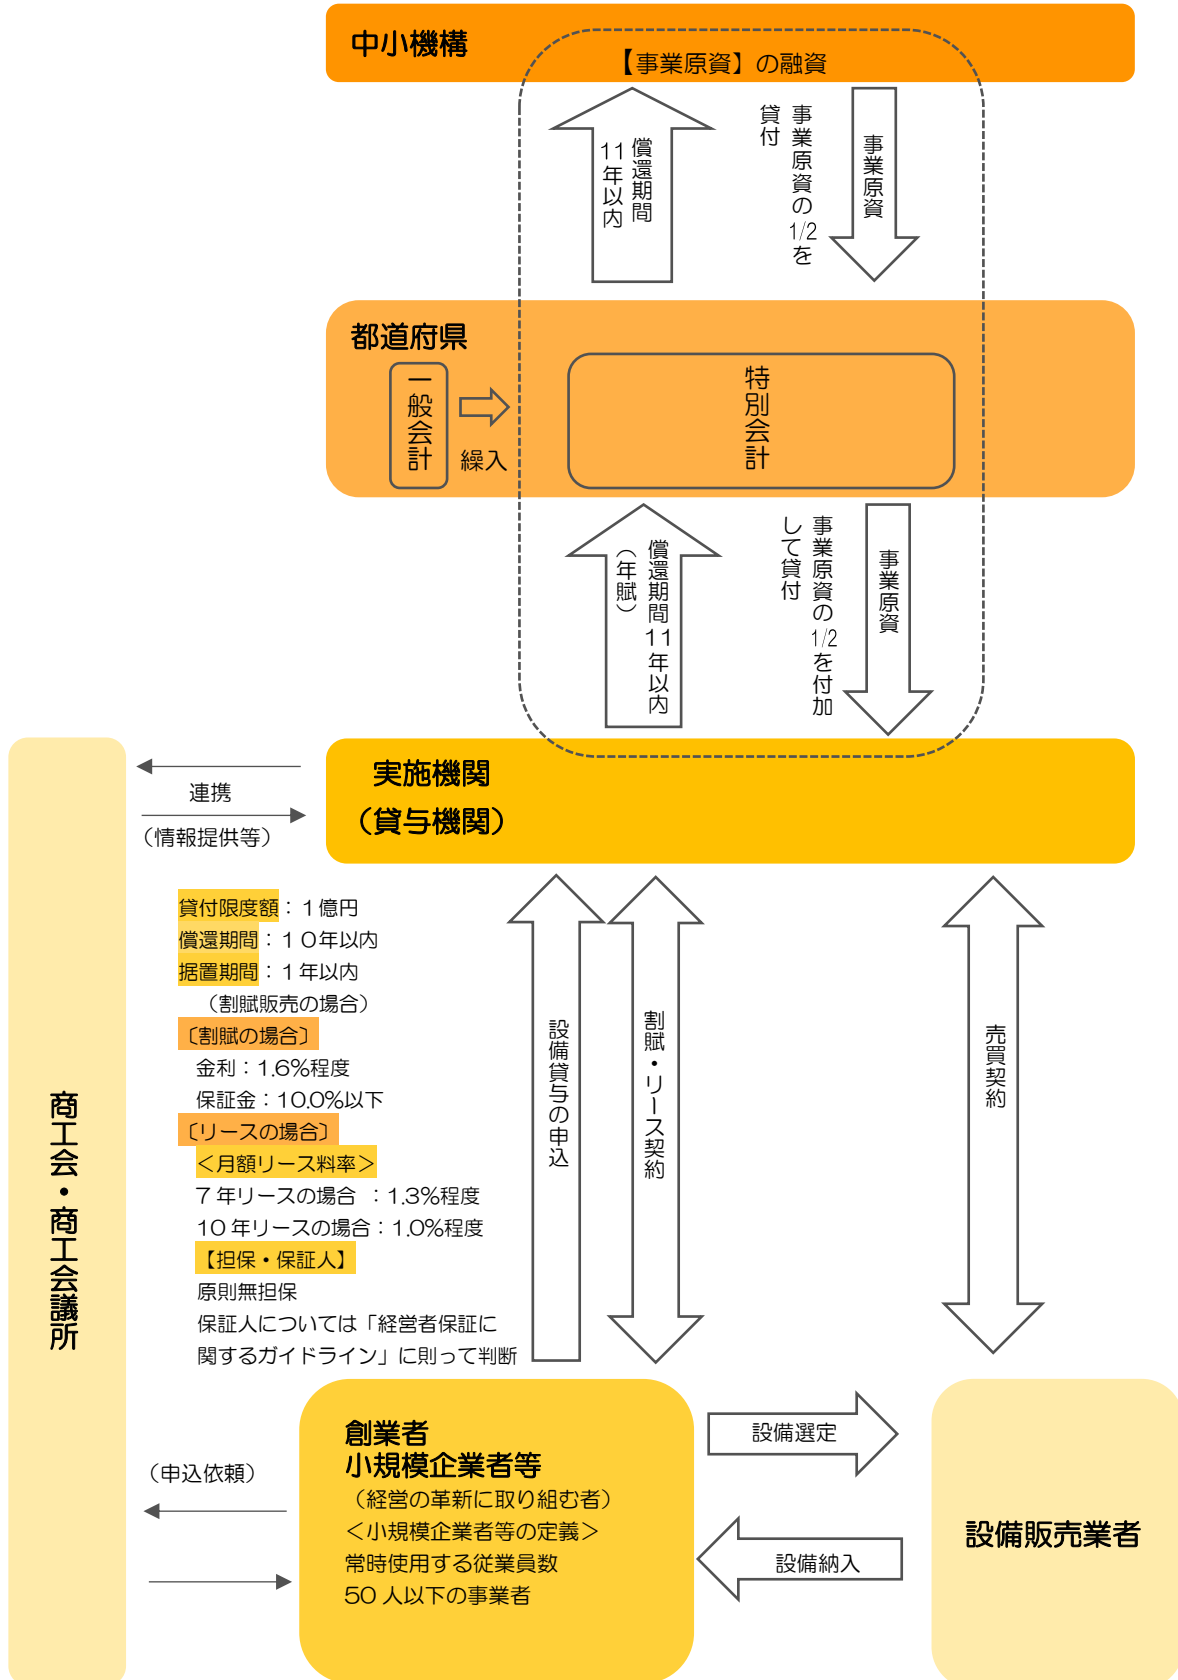 中小機構
【事業原資】の融資
償還期間
11年以内
事業原資の1/2を
貸付
事業原資
都道府県
一般会計
繰入
特別会計
償還期間11年以内
（年賦）
事業原資の1/2を付加
して貸付
事業原資
実施機関
（貸与機関）
連携
（情報提供等）
貸付限度額：１億円
償還期間：１０年以内
据置期間：１年以内
（割賦販売の場合）
〔割賦の場合〕
金利：1.6%程度
保証金：10.0%以下
〔リースの場合〕
＜月額リース料率＞
7 年リースの場合 ：1.3%程度
10 年リースの場合：1.0%程度
【担保・保証人】
原則無担保
保証人については「経営者保証に
関するガイドライン」に則って判断
設備貸与の申込
割賦・リース契約
売買契約
商工会・商工会議所
創業者
小規模企業者等
（経営の革新に取り組む者）
＜小規模企業者等の定義＞
常時使用する従業員数
50 人以下の事業者
（申込依頼）
設備選定
設備納入
設備販売業者